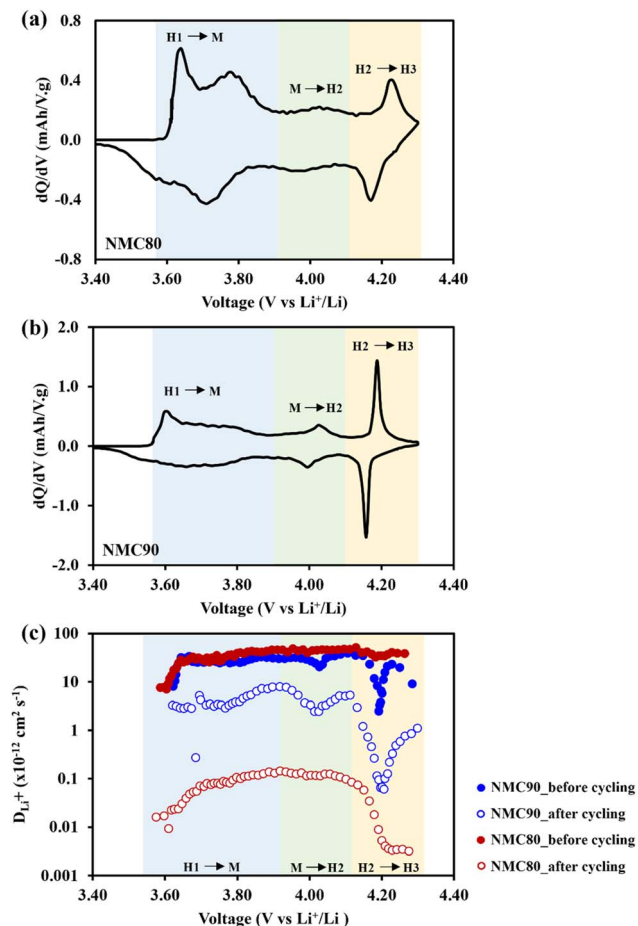 (a)
0.8
H1 → M
H2 → H3
0.4
M → H2
dQ/dV (mAh/V.g)
0.0
-0.4
NMC80
-0.8
3.40 3.60 3.80 4.00 4.20 4.40
Voltage (V vs Li⁺/Li)
(b)
2.0
H2 → H3
1.0
H1 → M
M → H2
dQ/dV (mAh/V.g)
0.0
-1.0
NMC90
-2.0
3.40 3.60 3.80 4.00 4.20 4.40
Voltage (V vs Li⁺/Li)
(c)
100
10
1
D_Li+ (x10⁻¹² cm² s⁻¹)
0.1
0.01
0.001
NMC90_before cycling
NMC90_after cycling
NMC80_before cycling
NMC80_after cycling
H1 → M M → H2 H2 → H3
3.40 3.60 3.80 4.00 4.20 4.40
Voltage (V vs Li⁺/Li )